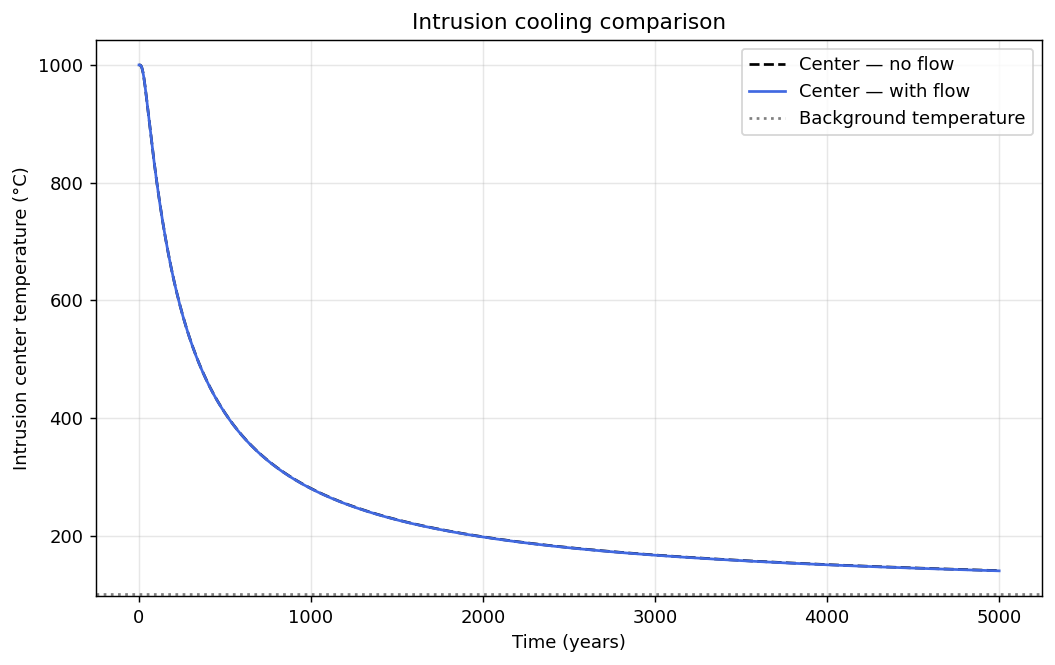 Intrusion cooling comparison
Intrusion center temperature (°C)
1000
800
600
400
200
Center — no flow
Center — with flow
Background temperature
0
1000
2000
3000
4000
5000
Time (years)